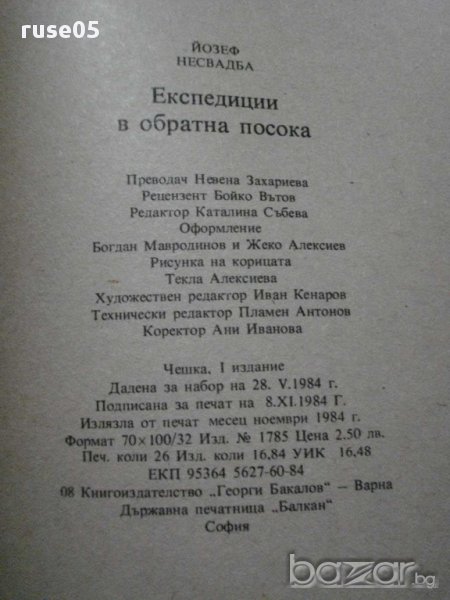 ruse05
ЙОЗЕФ
НЕСВАДБА
Експедиции
в обратна посока
Преводач Невена Захариева
Рецензент Бойко Вътов
Редактор Каталина Събева
Оформление
Богдан Мавродинов и Жеко Алексиев
Рисунка на корицата
Текла Алексиева
Художествен редактор Иван Кенаров
Технически редактор Пламен Антонов
Коректор Ани Иванова
Чешка, I издание
Дадена за набор на 28. V.1984 г.
Подписана за печат на 8.XI.1984 Г.
Излязла от печат месец ноември 1984 г.
Формат 70×100/32 Изд. № 1785 Цена 2.50 лв.
Печ. коли 26 Изд. коли 16,84 УИК 16,48
ЕКП 95364 5627-60-84
08 Книгоиздателство „Георги Бакалов“ – Варна
Държавна печатница „Балкан“
София
bazar.bg